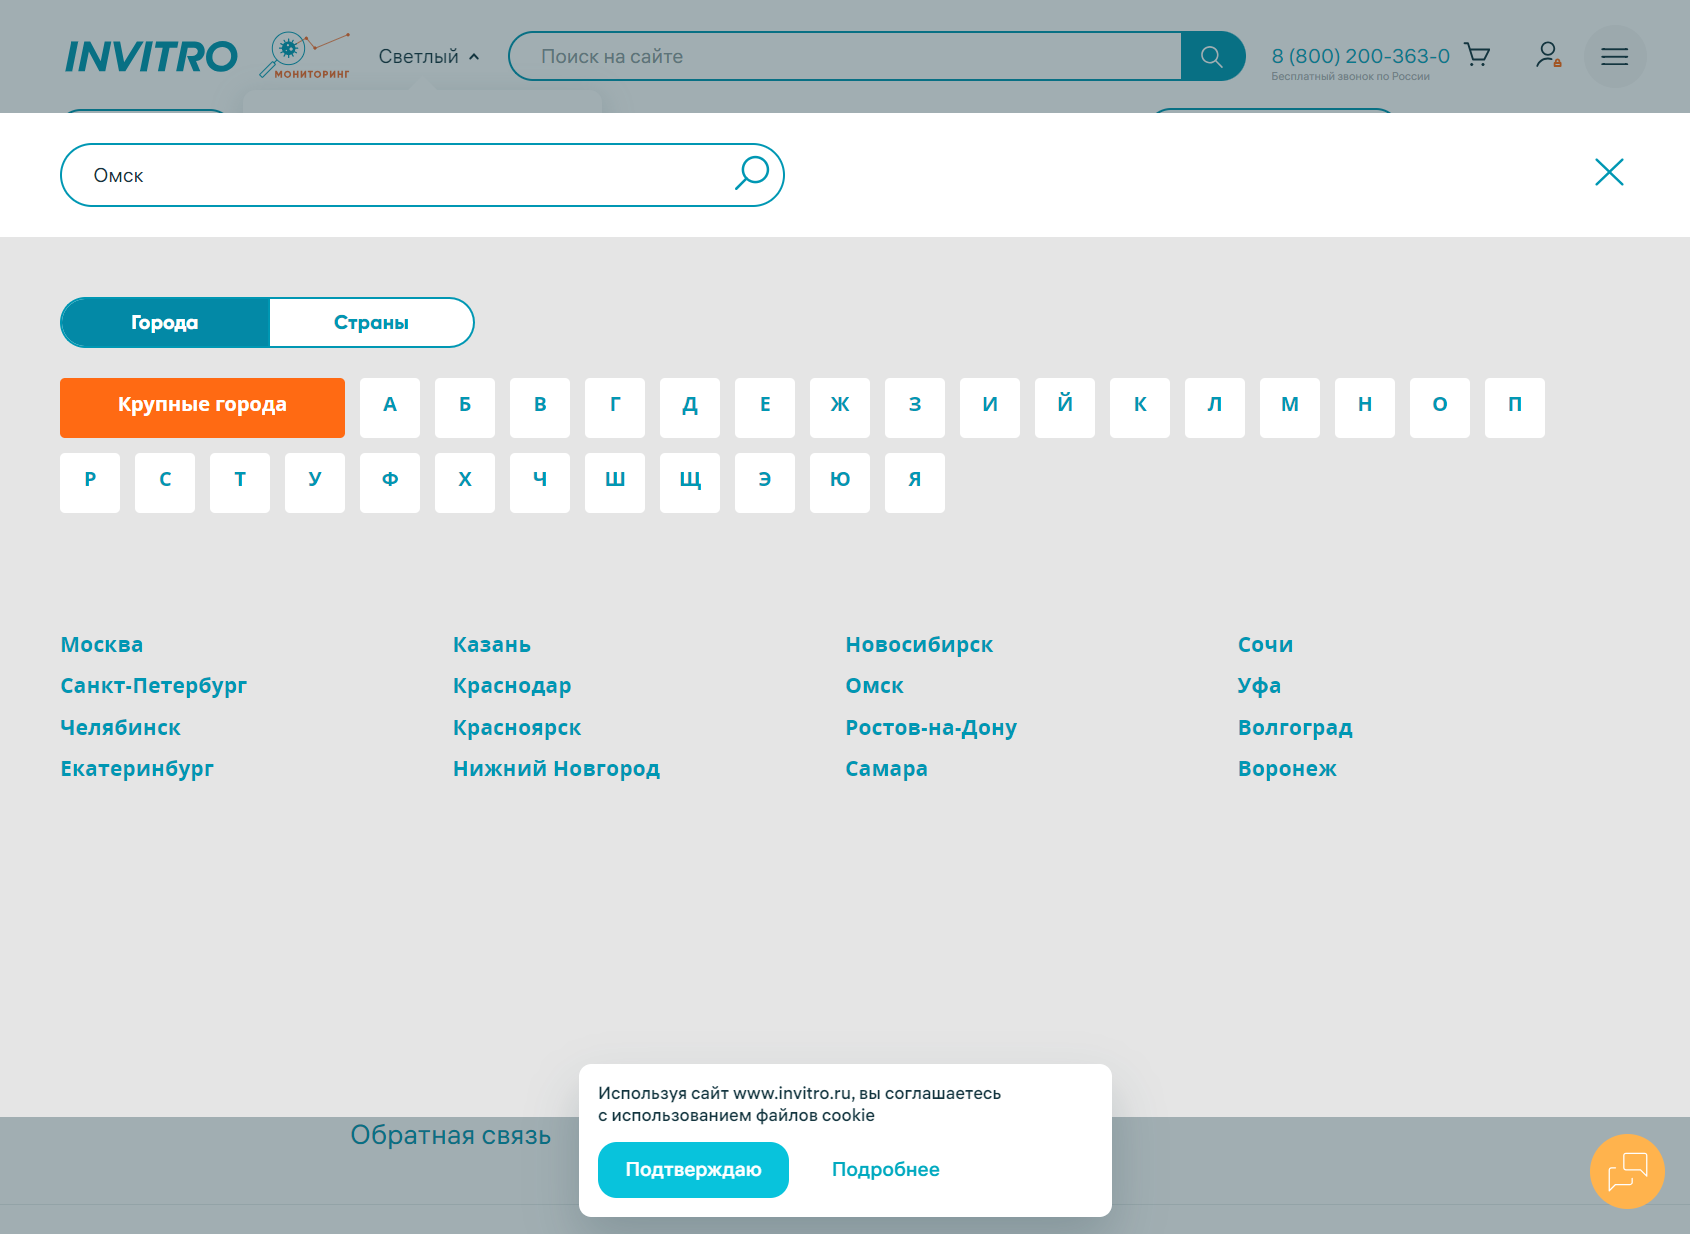 INVITRO
МОНИТОРИНГ
Светлый
Поиск на сайте
8 (800) 200-363-0
Бесплатный звонок по России
Омск
Города
Страны
Крупные города А Б В Г Д Е Ж З И Й К Л М Н О П
Р С Т У Ф Х Ч Ш Щ Э Ю Я
Москва
Санкт-Петербург
Челябинск
Екатеринбург
Казань
Краснодар
Красноярск
Нижний Новгород
Новосибирск
Омск
Ростов-на-Дону
Самара
Сочи
Уфа
Волгоград
Воронеж
Используя сайт www.invitro.ru, вы соглашаетесь
с использованием файлов cookie
Подтверждаю
Подробнее
Обратная связь